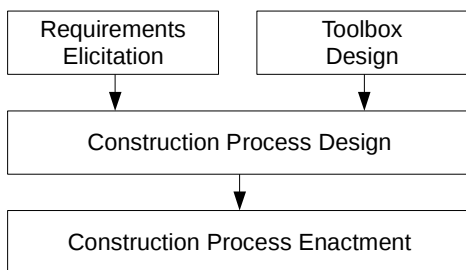 Requirements
Elicitation
Toolbox
Design
Construction Process Design
Construction Process Enactment